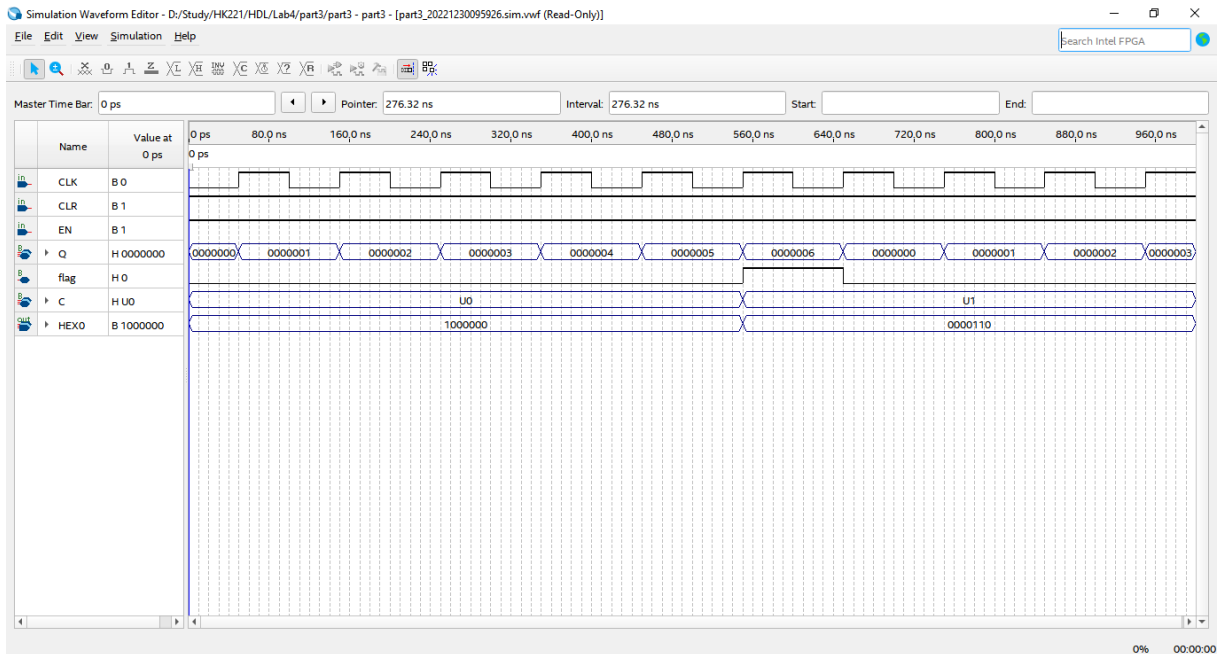 Simulation Waveform Editor - D:/Study/HK221/HDL/Lab4/part3/part3 - part3 - [part3_20221230095926.sim.vwf (Read-Only)]
File Edit View Simulation Help
Search Intel FPGA
Master Time Bar: 0 ps Pointer: 276.32 ns Interval: 276.32 ns Start: End:
Name Value at 0 ps
0 ps 80.0 ns 160.0 ns 240.0 ns 320.0 ns 400.0 ns 480.0 ns 560.0 ns 640.0 ns 720.0 ns 800.0 ns 880.0 ns 960.0 ns
0 ps
in CLK B 0
in CLR B 1
in EN B 1
B Q H 0000000 0000000 0000001 0000002 0000003 0000004 0000005 0000006 0000000 0000001 0000002 0000003
B flag H 0
B C H U0 U0 U1
out HEX0 B 1000000 1000000 0000110
0% 00:00:00